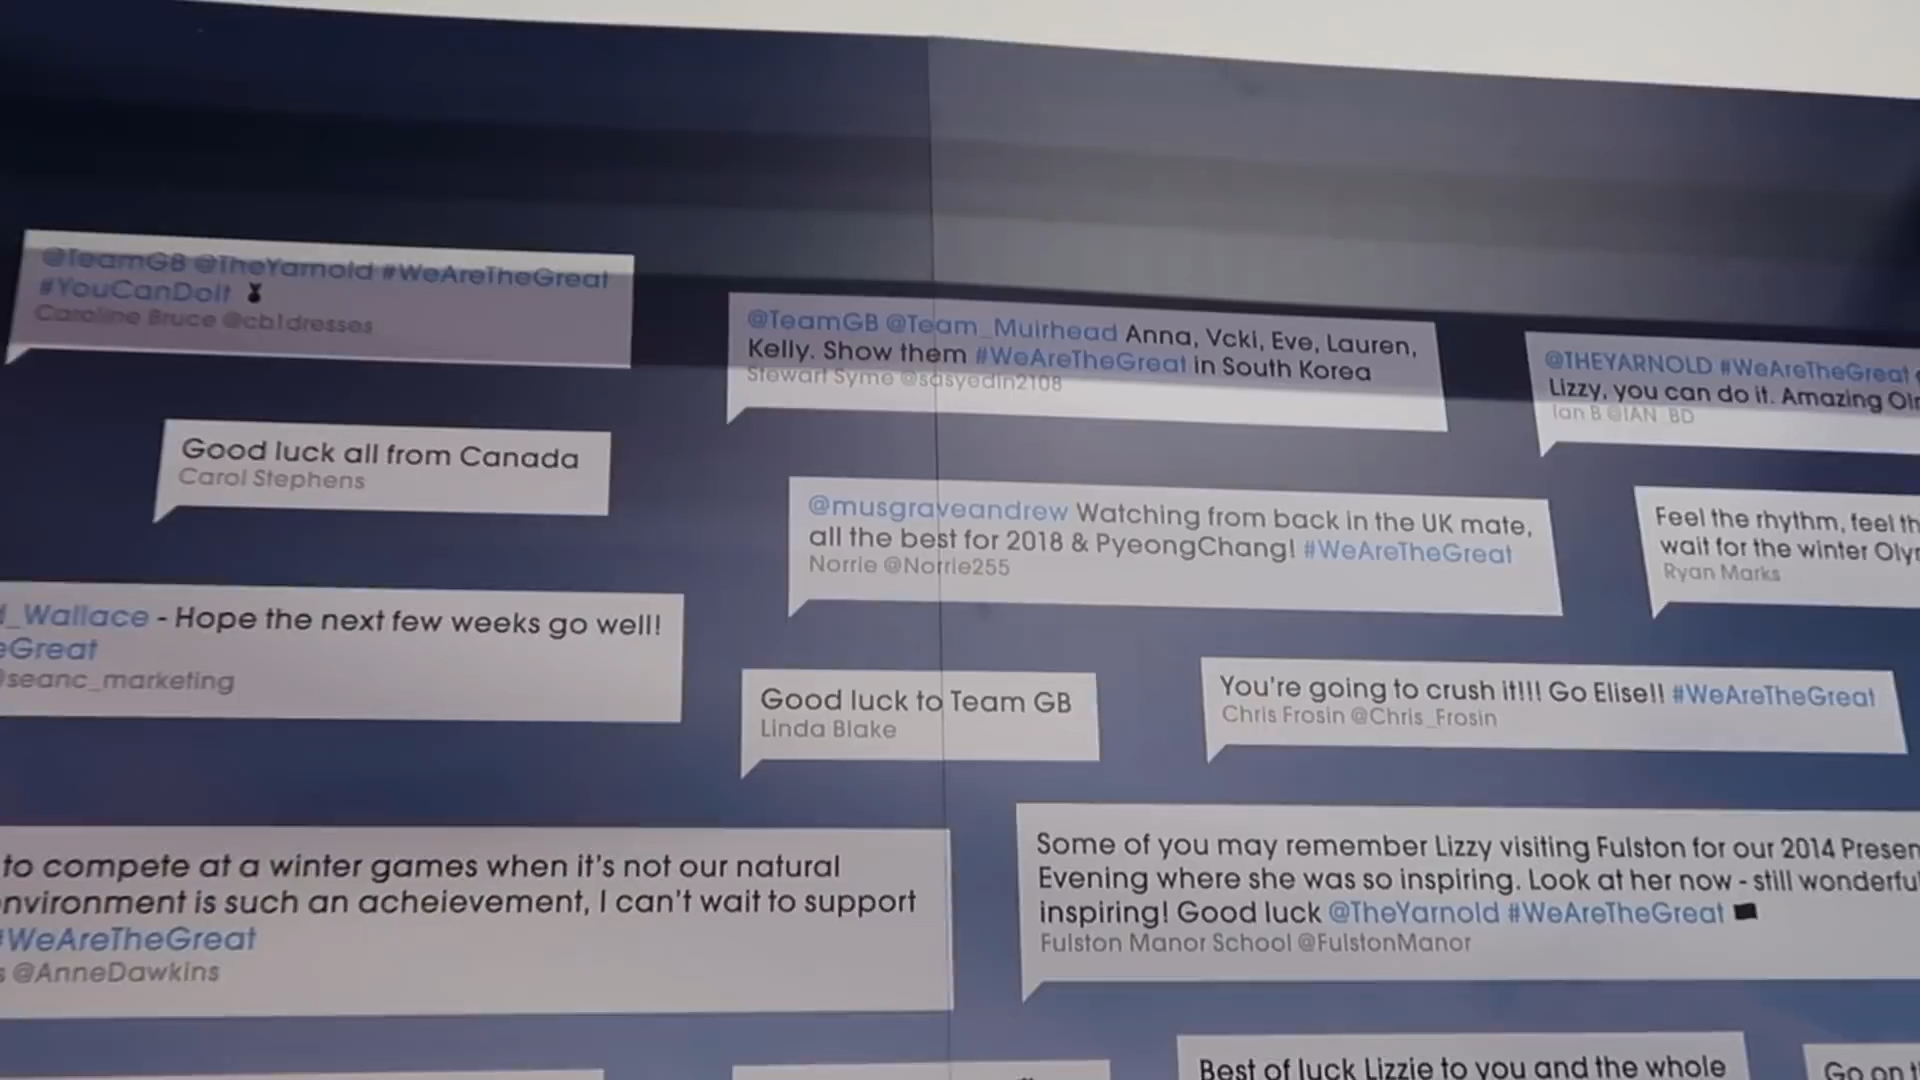 @TeamGB @TheYarnold #WeAreTheGreat
#YouCanDoIt
Caroline Bruce @cb1dresses
@TeamGB @Team_Muirhead Anna, Vcki, Eve, Lauren,
Kelly. Show them #WeAreTheGreat in South Korea
Stewart Syme @sasyedin2108
@THEYARNOLD #WeAreTheGreat
Lizzy, you can do it. Amazing
Ian B @IAN_BD
Good luck all from Canada
Carol Stephens
@musgraveandrew Watching from back in the UK mate,
all the best for 2018 & PyeongChang! #WeAreTheGreat
Norrie @Norrie255
Feel the rhythm, feel
wait for the winter
Ryan Marks
_Wallace - Hope the next few weeks go well!
eGreat
@seanc_marketing
Good luck to Team GB
Linda Blake
You're going to crush it!!! Go Elise!! #WeAreTheGreat
Chris Frosin @Chris_Frosin
to compete at a winter games when it's not our natural
nvironment is such an acheievement, I can't wait to support
#WeAreTheGreat
s @AnneDawkins
Some of you may remember Lizzy visiting Fulston for our 2014 Presen
Evening where she was so inspiring. Look at her now - still wonderful
inspiring! Good luck @TheYarnold #WeAreTheGreat
Fulston Manor School @FulstonManor
Best of luck Lizzie to you and the whole
Go on